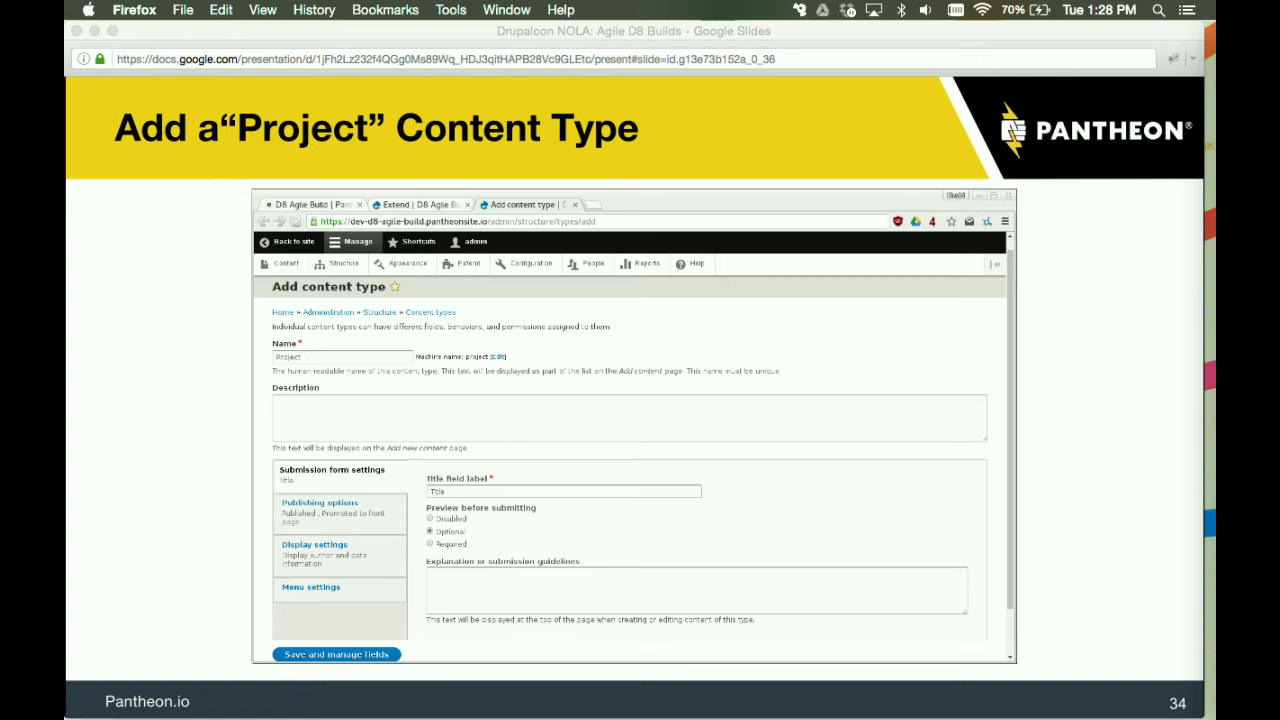 Firefox File Edit View History Bookmarks Tools Window Help 70% Tue 1:28 PM
Drupalcon NOLA: Agile D8 Builds - Google Slides
https://docs.google.com/presentation/d/1jFh2Lz232f4QGg0Ms89Wq_HDJ3qitHAPB28Vc9GLEtc/present#slide=id.g13e73b152a_0_36
Add a“Project” Content Type
PANTHEON®
D8 Agile Build | Pant Extend | D8 Agile Bu Add content type | D
https://dev-d8-agile-build.pantheonsite.io/admin/structure/types/add 4
Back to site Manage Shortcuts admin
Content Structure Appearance Extend Configuration People Reports Help
Add content type
Home » Administration » Structure » Content types
Individual content types can have different fields, behaviors, and permissions assigned to them.
Name *
Project Machine name: project [Edit]
The human-readable name of this content type. This text will be displayed as part of the list on the Add content page. This name must be unique.
Description
This text will be displayed on the Add new content page.
Submission form settings
Title
Publishing options
Published , Promoted to front
page
Display settings
Display author and date
information
Menu settings
Title field label *
Title
Preview before submitting
Disabled
Optional
Required
Explanation or submission guidelines
This text will be displayed at the top of the page when creating or editing content of this type.
Save and manage fields
Pantheon.io 34